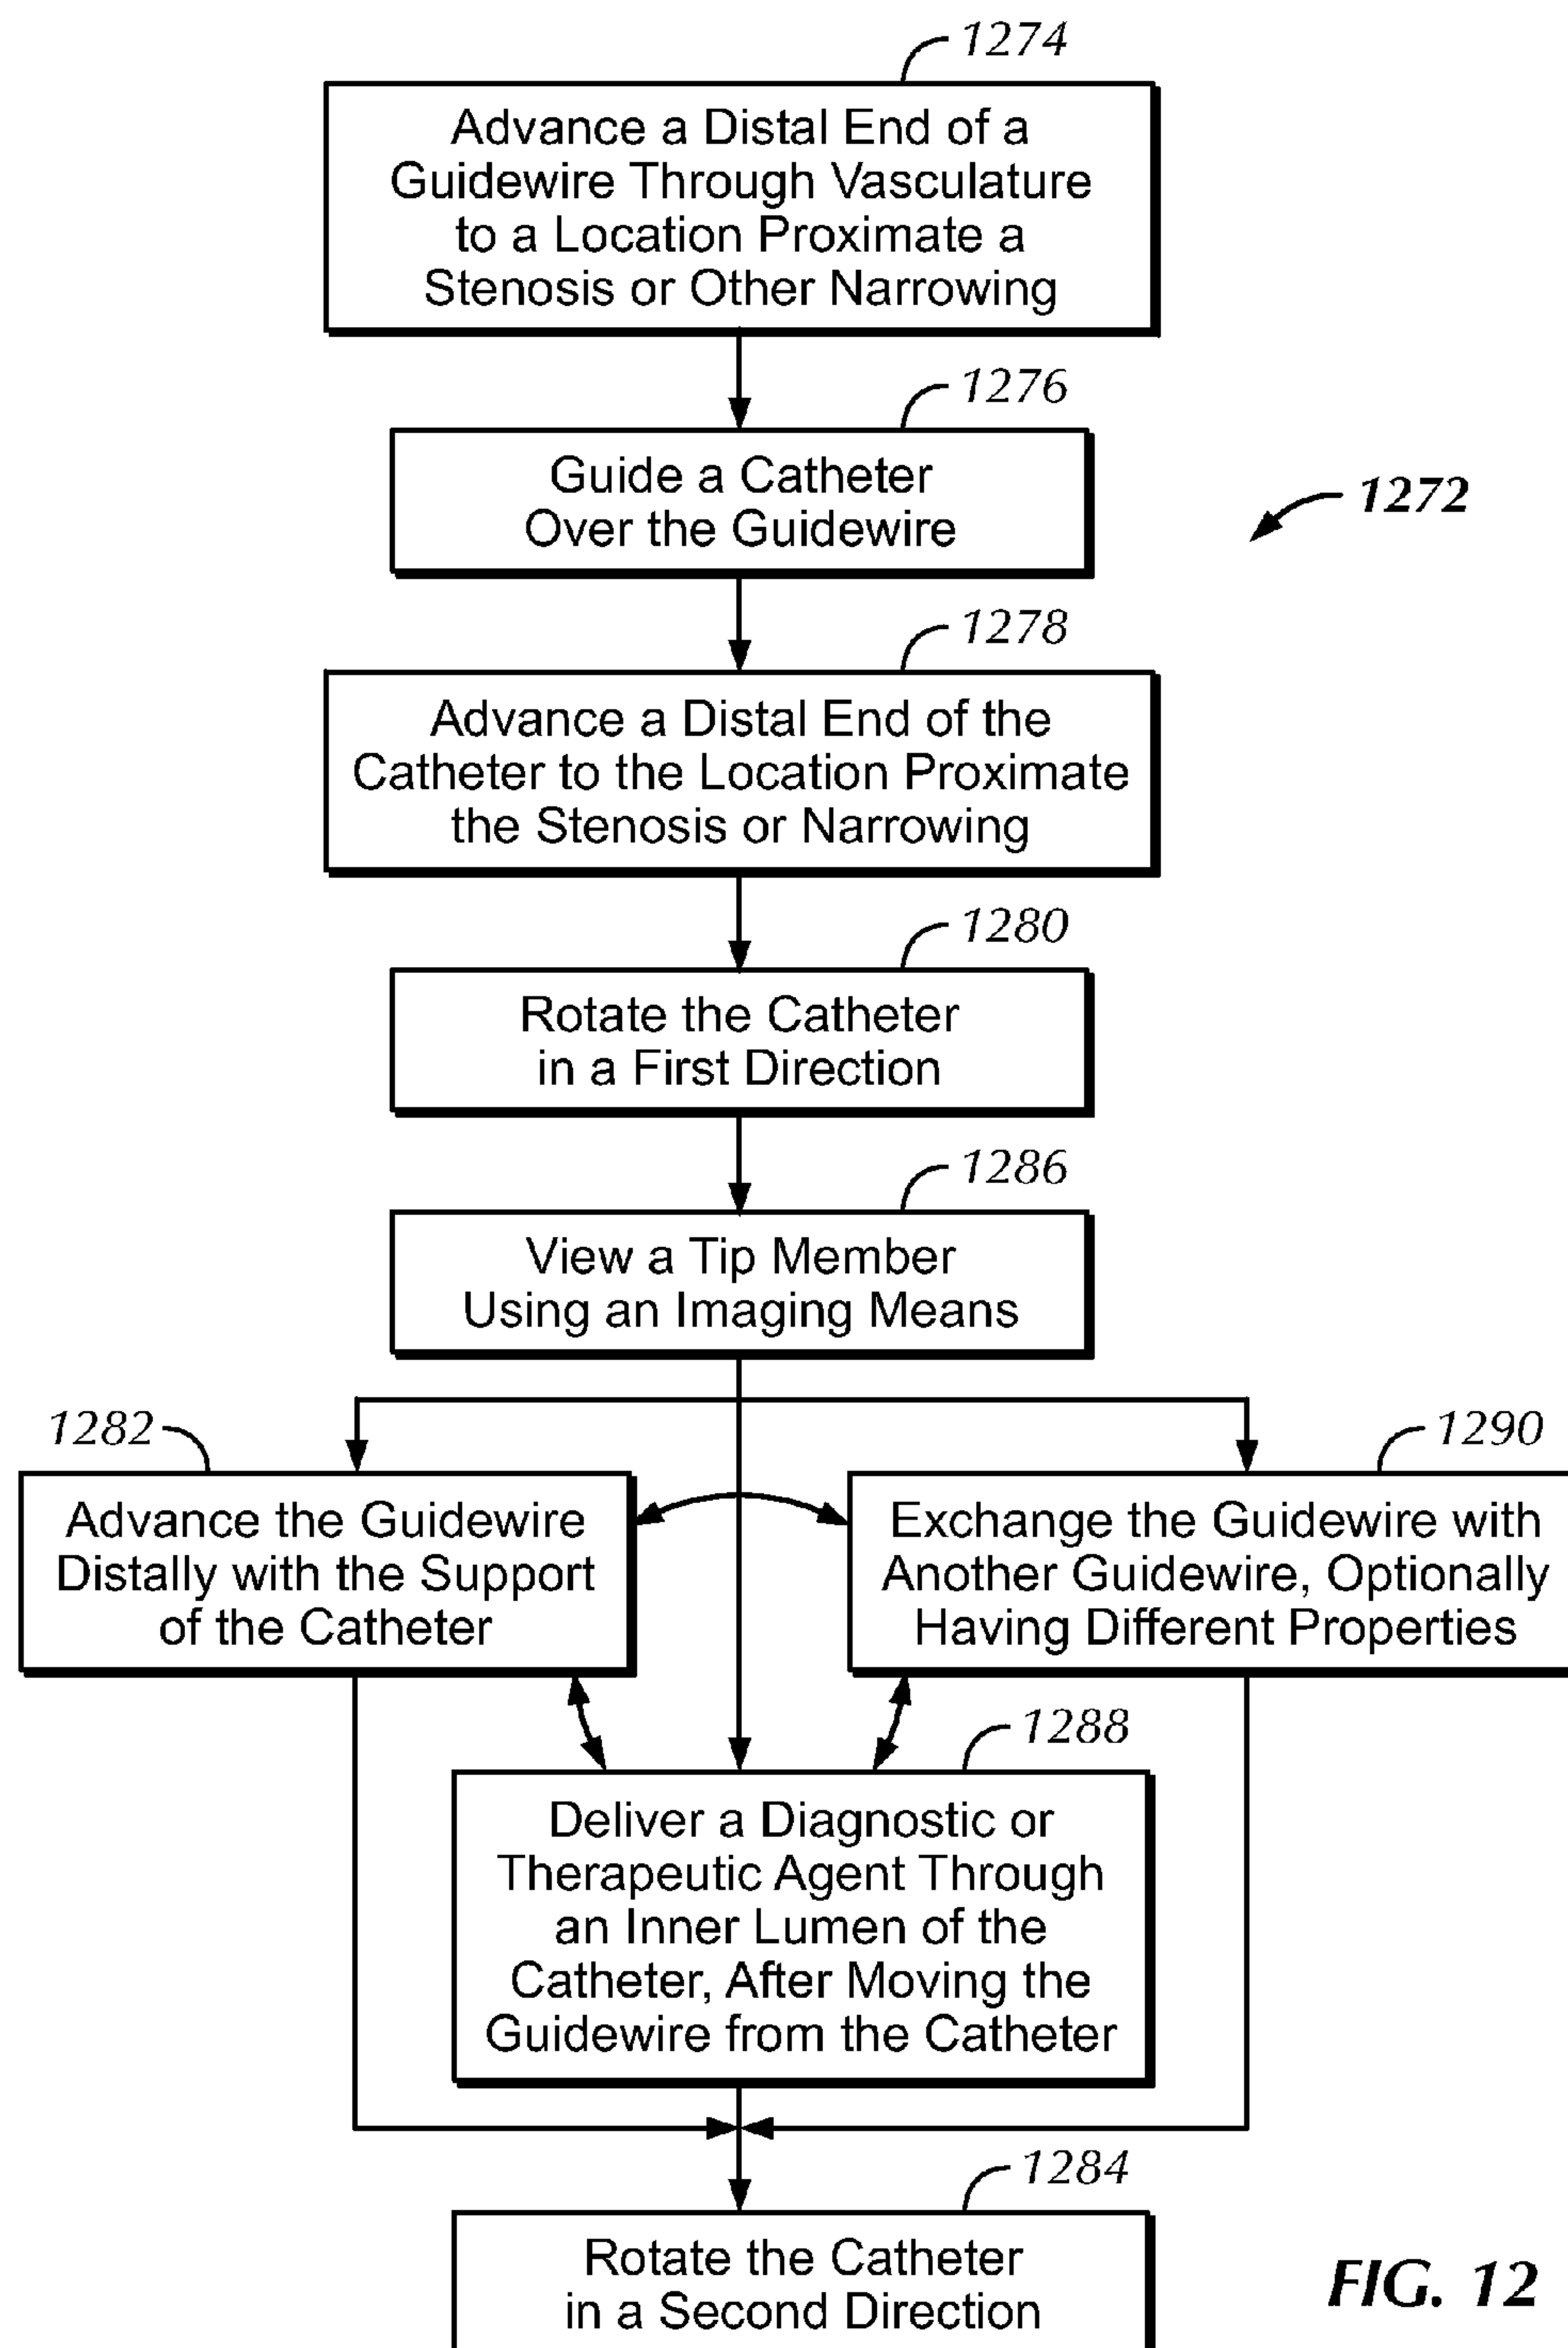 1274
Advance a Distal End of a
Guidewire Through Vasculature
to a Location Proximate a
Stenosis or Other Narrowing
1276
Guide a Catheter
Over the Guidewire
1272
1278
Advance a Distal End of the
Catheter to the Location Proximate
the Stenosis or Narrowing
1280
Rotate the Catheter
in a First Direction
1286
View a Tip Member
Using an Imaging Means
1282
Advance the Guidewire
Distally with the Support
of the Catheter
1290
Exchange the Guidewire with
Another Guidewire, Optionally
Having Different Properties
1288
Deliver a Diagnostic or
Therapeutic Agent Through
an Inner Lumen of the
Catheter, After Moving the
Guidewire from the Catheter
1284
Rotate the Catheter
in a Second Direction
FIG. 12